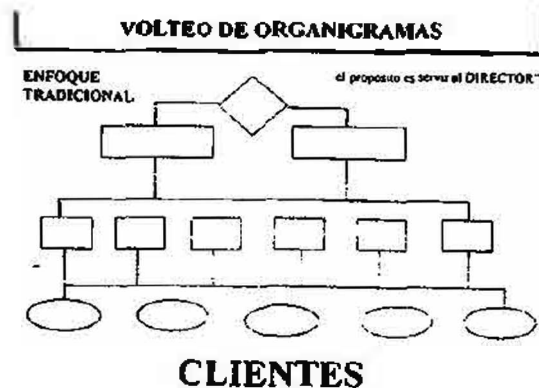 VOLTEO DE ORGANIGRAMAS
ENFOQUE
TRADICIONAL
el proposito es servir al DIRECTOR"
CLIENTES